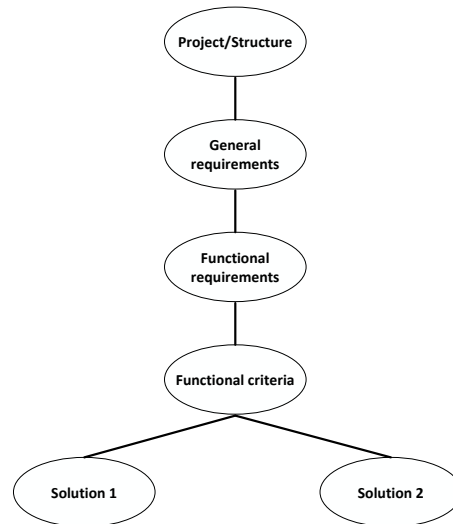 Project/Structure
General
requirements
Functional
requirements
Functional criteria
Solution 1
Solution 2